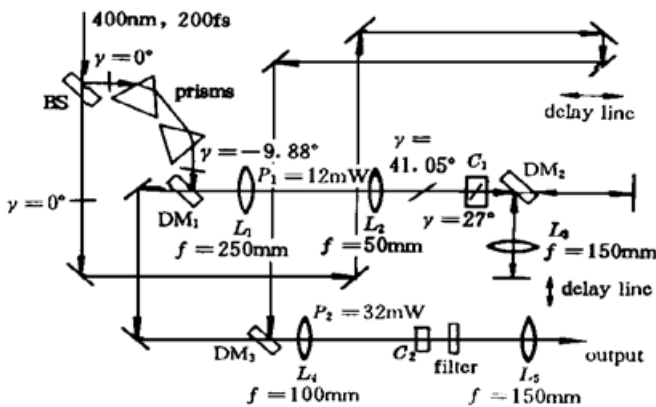 400nm, 200fs
γ=0°
BS
prisms
delay line
γ=-9.88°
γ=
41.05°
C₁
DM₂
P₁=12mW
γ=0°
DM₁
L₁
L₂
γ=27°
L₃
f=250mm
f=50mm
f=150mm
delay line
P₂=32mW
DM₃
C₂
output
L₄
filter
L₅
f=100mm
f=150mm